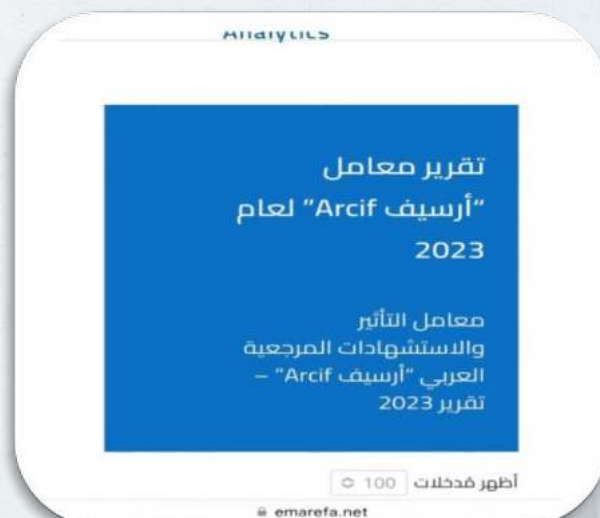 Analytics
تقرير معامل
“أرسيف Arcif” لعام
2023
معامل التأثير
والاستشهادات المرجعية
العربي “أرسيف Arcif” –
تقرير 2023
أظهر مُدخلات 100
emarefa.net